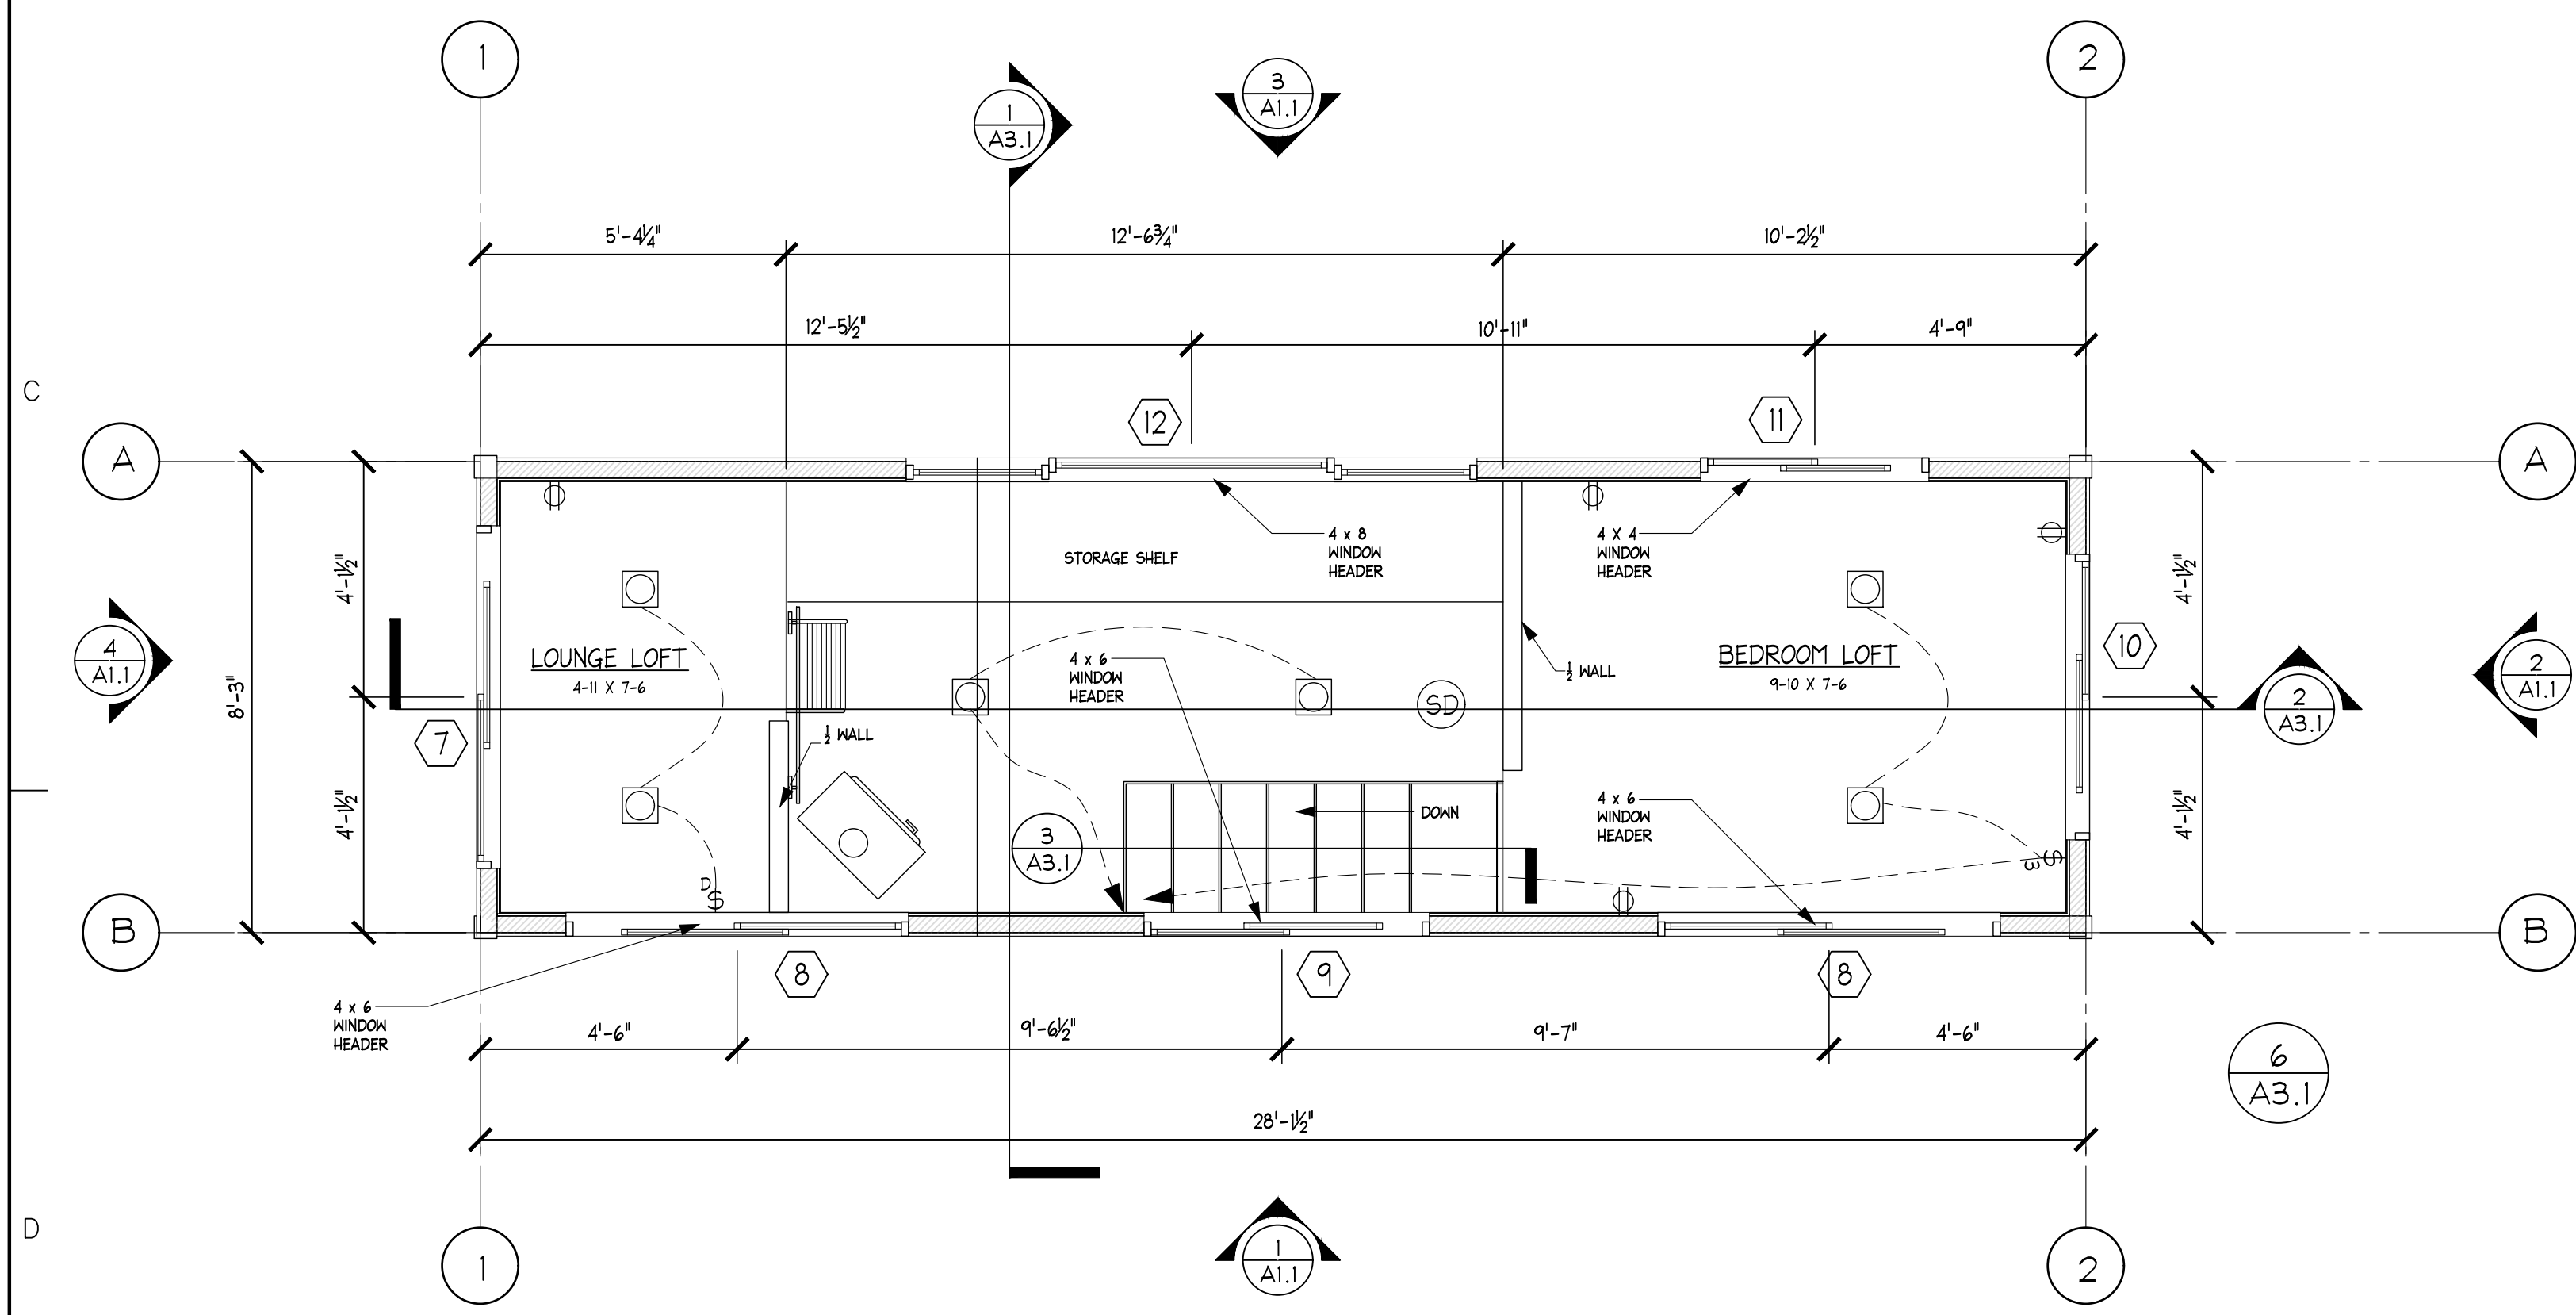 1
2
3
A1.1
1
A3.1
5'-4¼"
12'-6¾"
10'-2½"
12'-5½"
10'-11"
4'-9"
C
12
11
A
A
4 x 8
WINDOW
HEADER
4 X 4
WINDOW
HEADER
STORAGE SHELF
4'-1½"
4'-1½"
4
A1.1
8'-3"
LOUNGE LOFT
4-11 X 7-6
4 x 6
WINDOW
HEADER
½ WALL
BEDROOM LOFT
9-10 X 7-6
10
2
A1.1
SD
2
A3.1
7
½ WALL
4'-1½"
4'-1½"
4 x 6
WINDOW
HEADER
DOWN
3
A3.1
S
3
D
S
B
B
8
9
8
4 x 6
WINDOW
HEADER
4'-6"
9'-6½"
9'-7"
4'-6"
6
A3.1
28'-1½"
D
1
A1.1
1
2